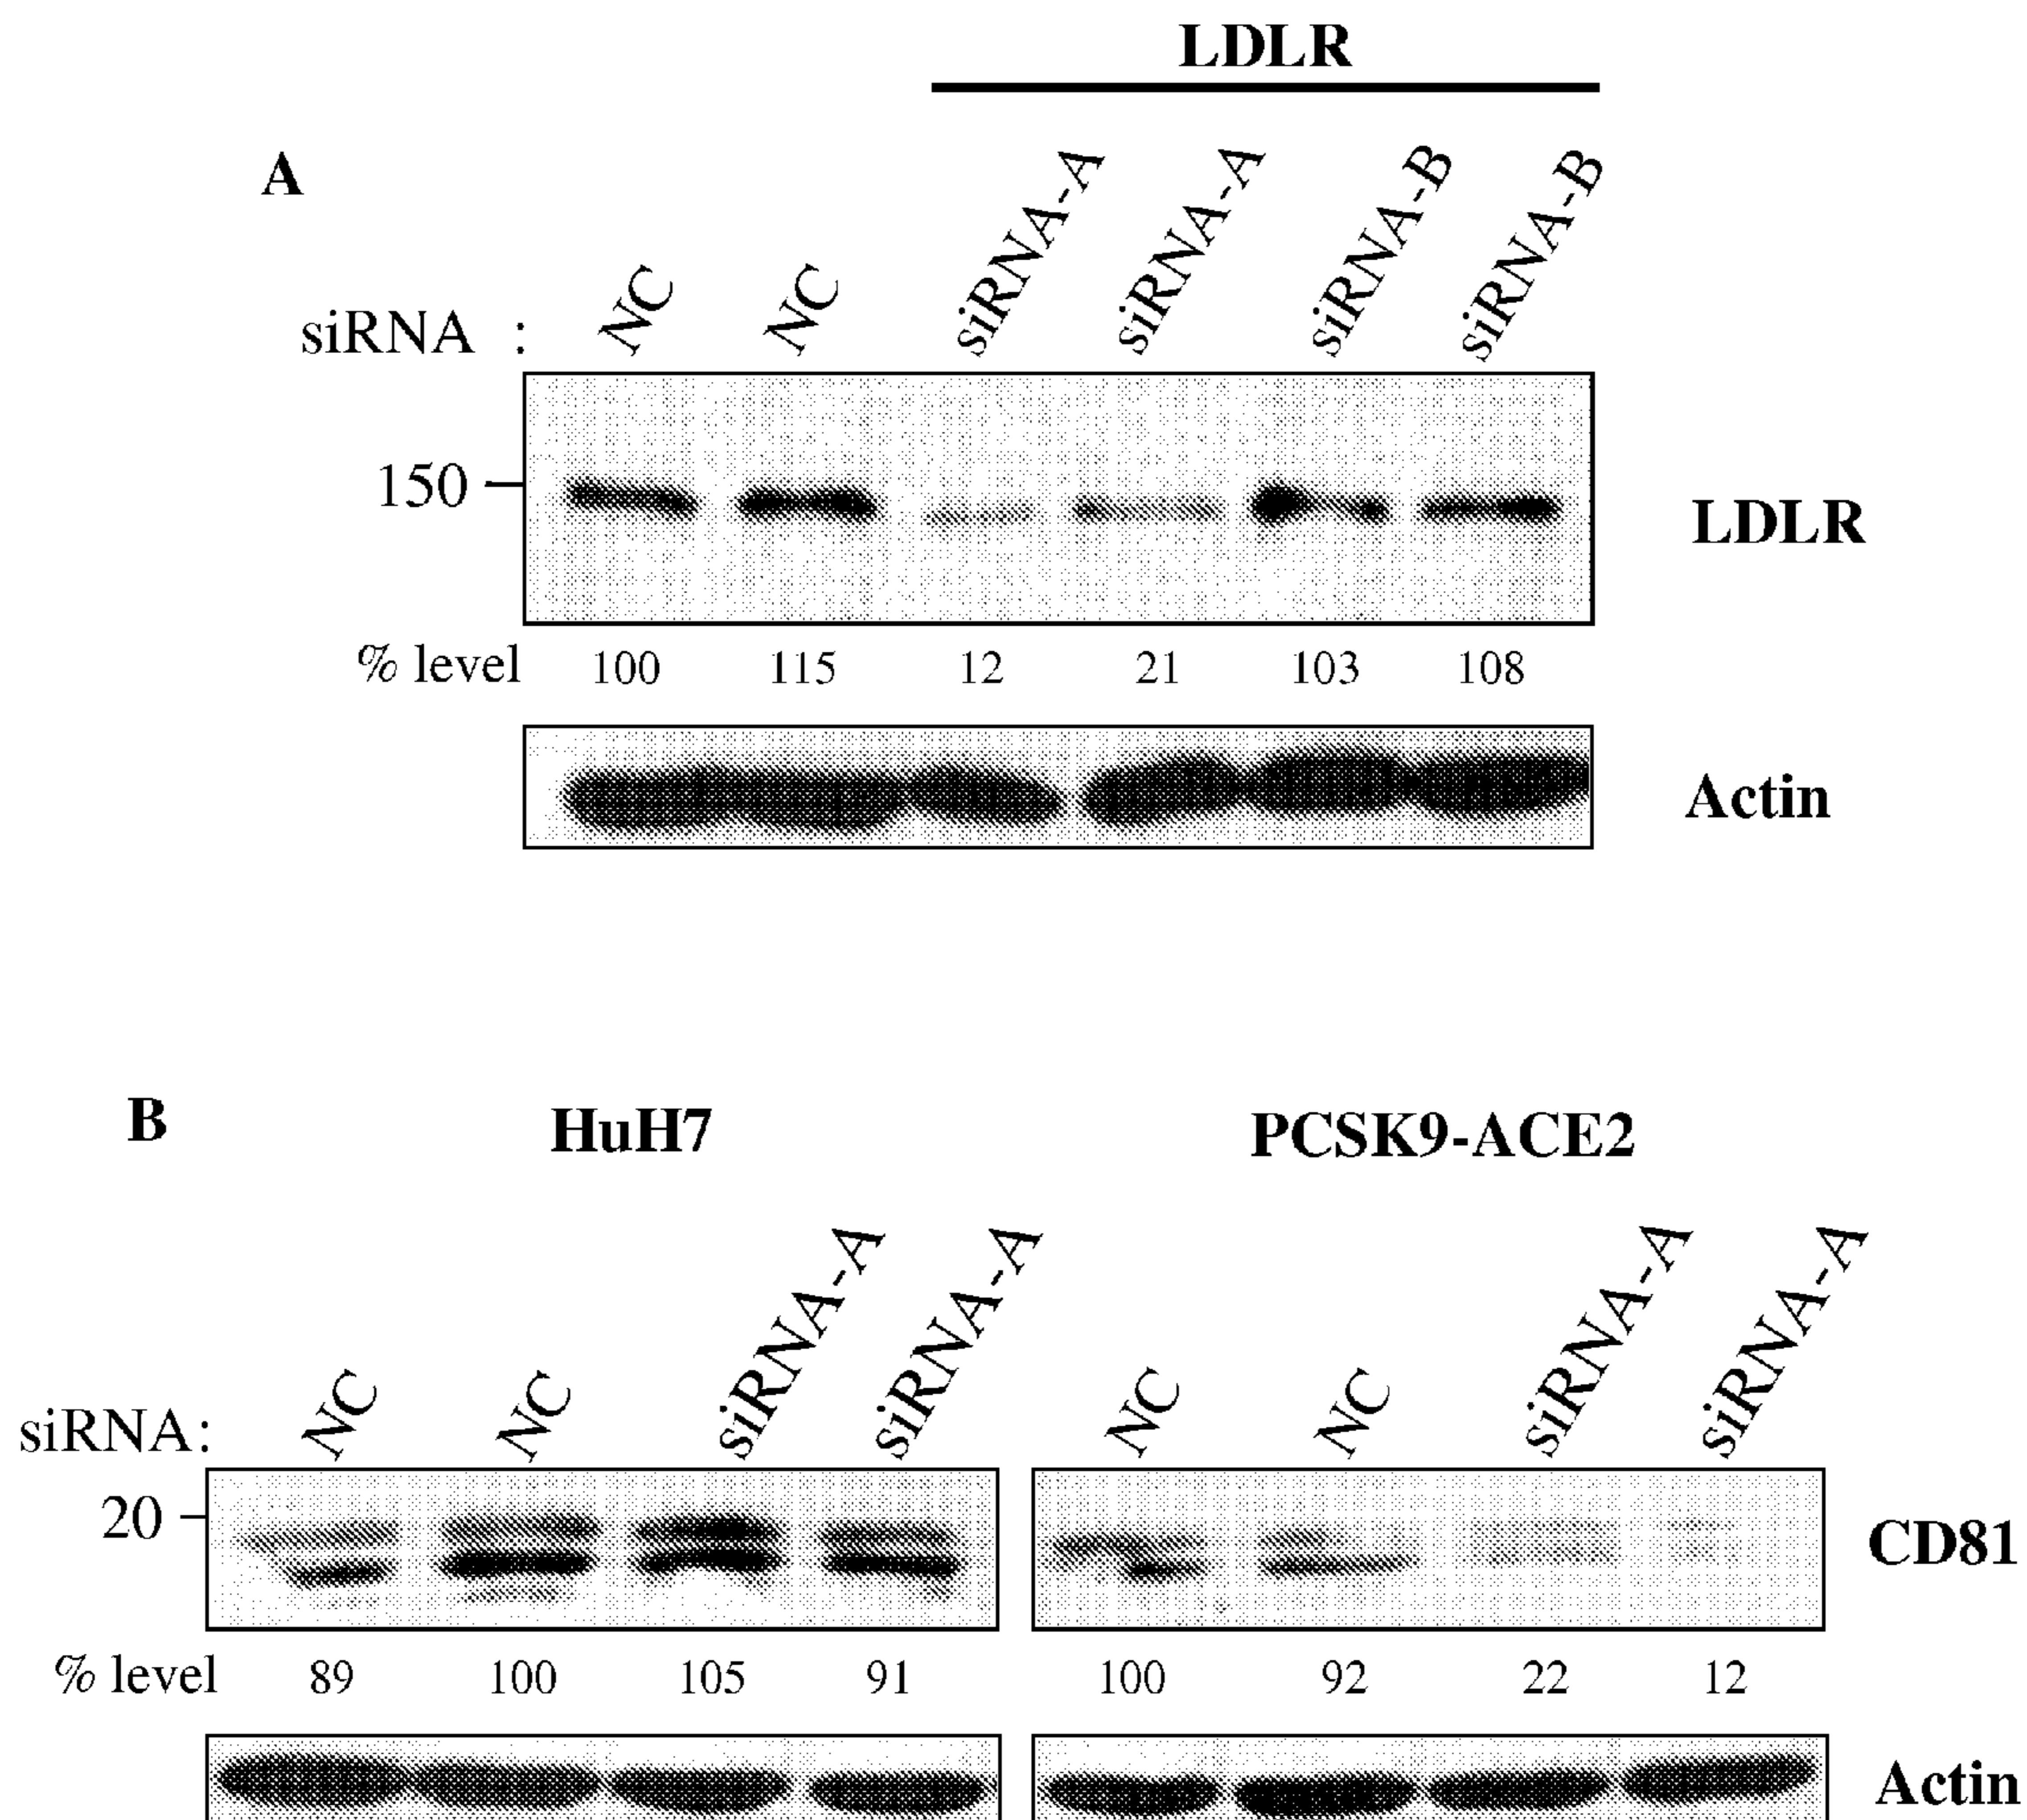 LDLR
A
siRNA : NC NC siRNA-A siRNA-A siRNA-B siRNA-B
150
LDLR
% level 100 115 12 21 103 108
Actin
B HuH7 PCSK9-ACE2
siRNA: NC NC siRNA-A siRNA-A NC NC siRNA-A siRNA-A
20
CD81
% level 89 100 105 91 100 92 22 12
Actin